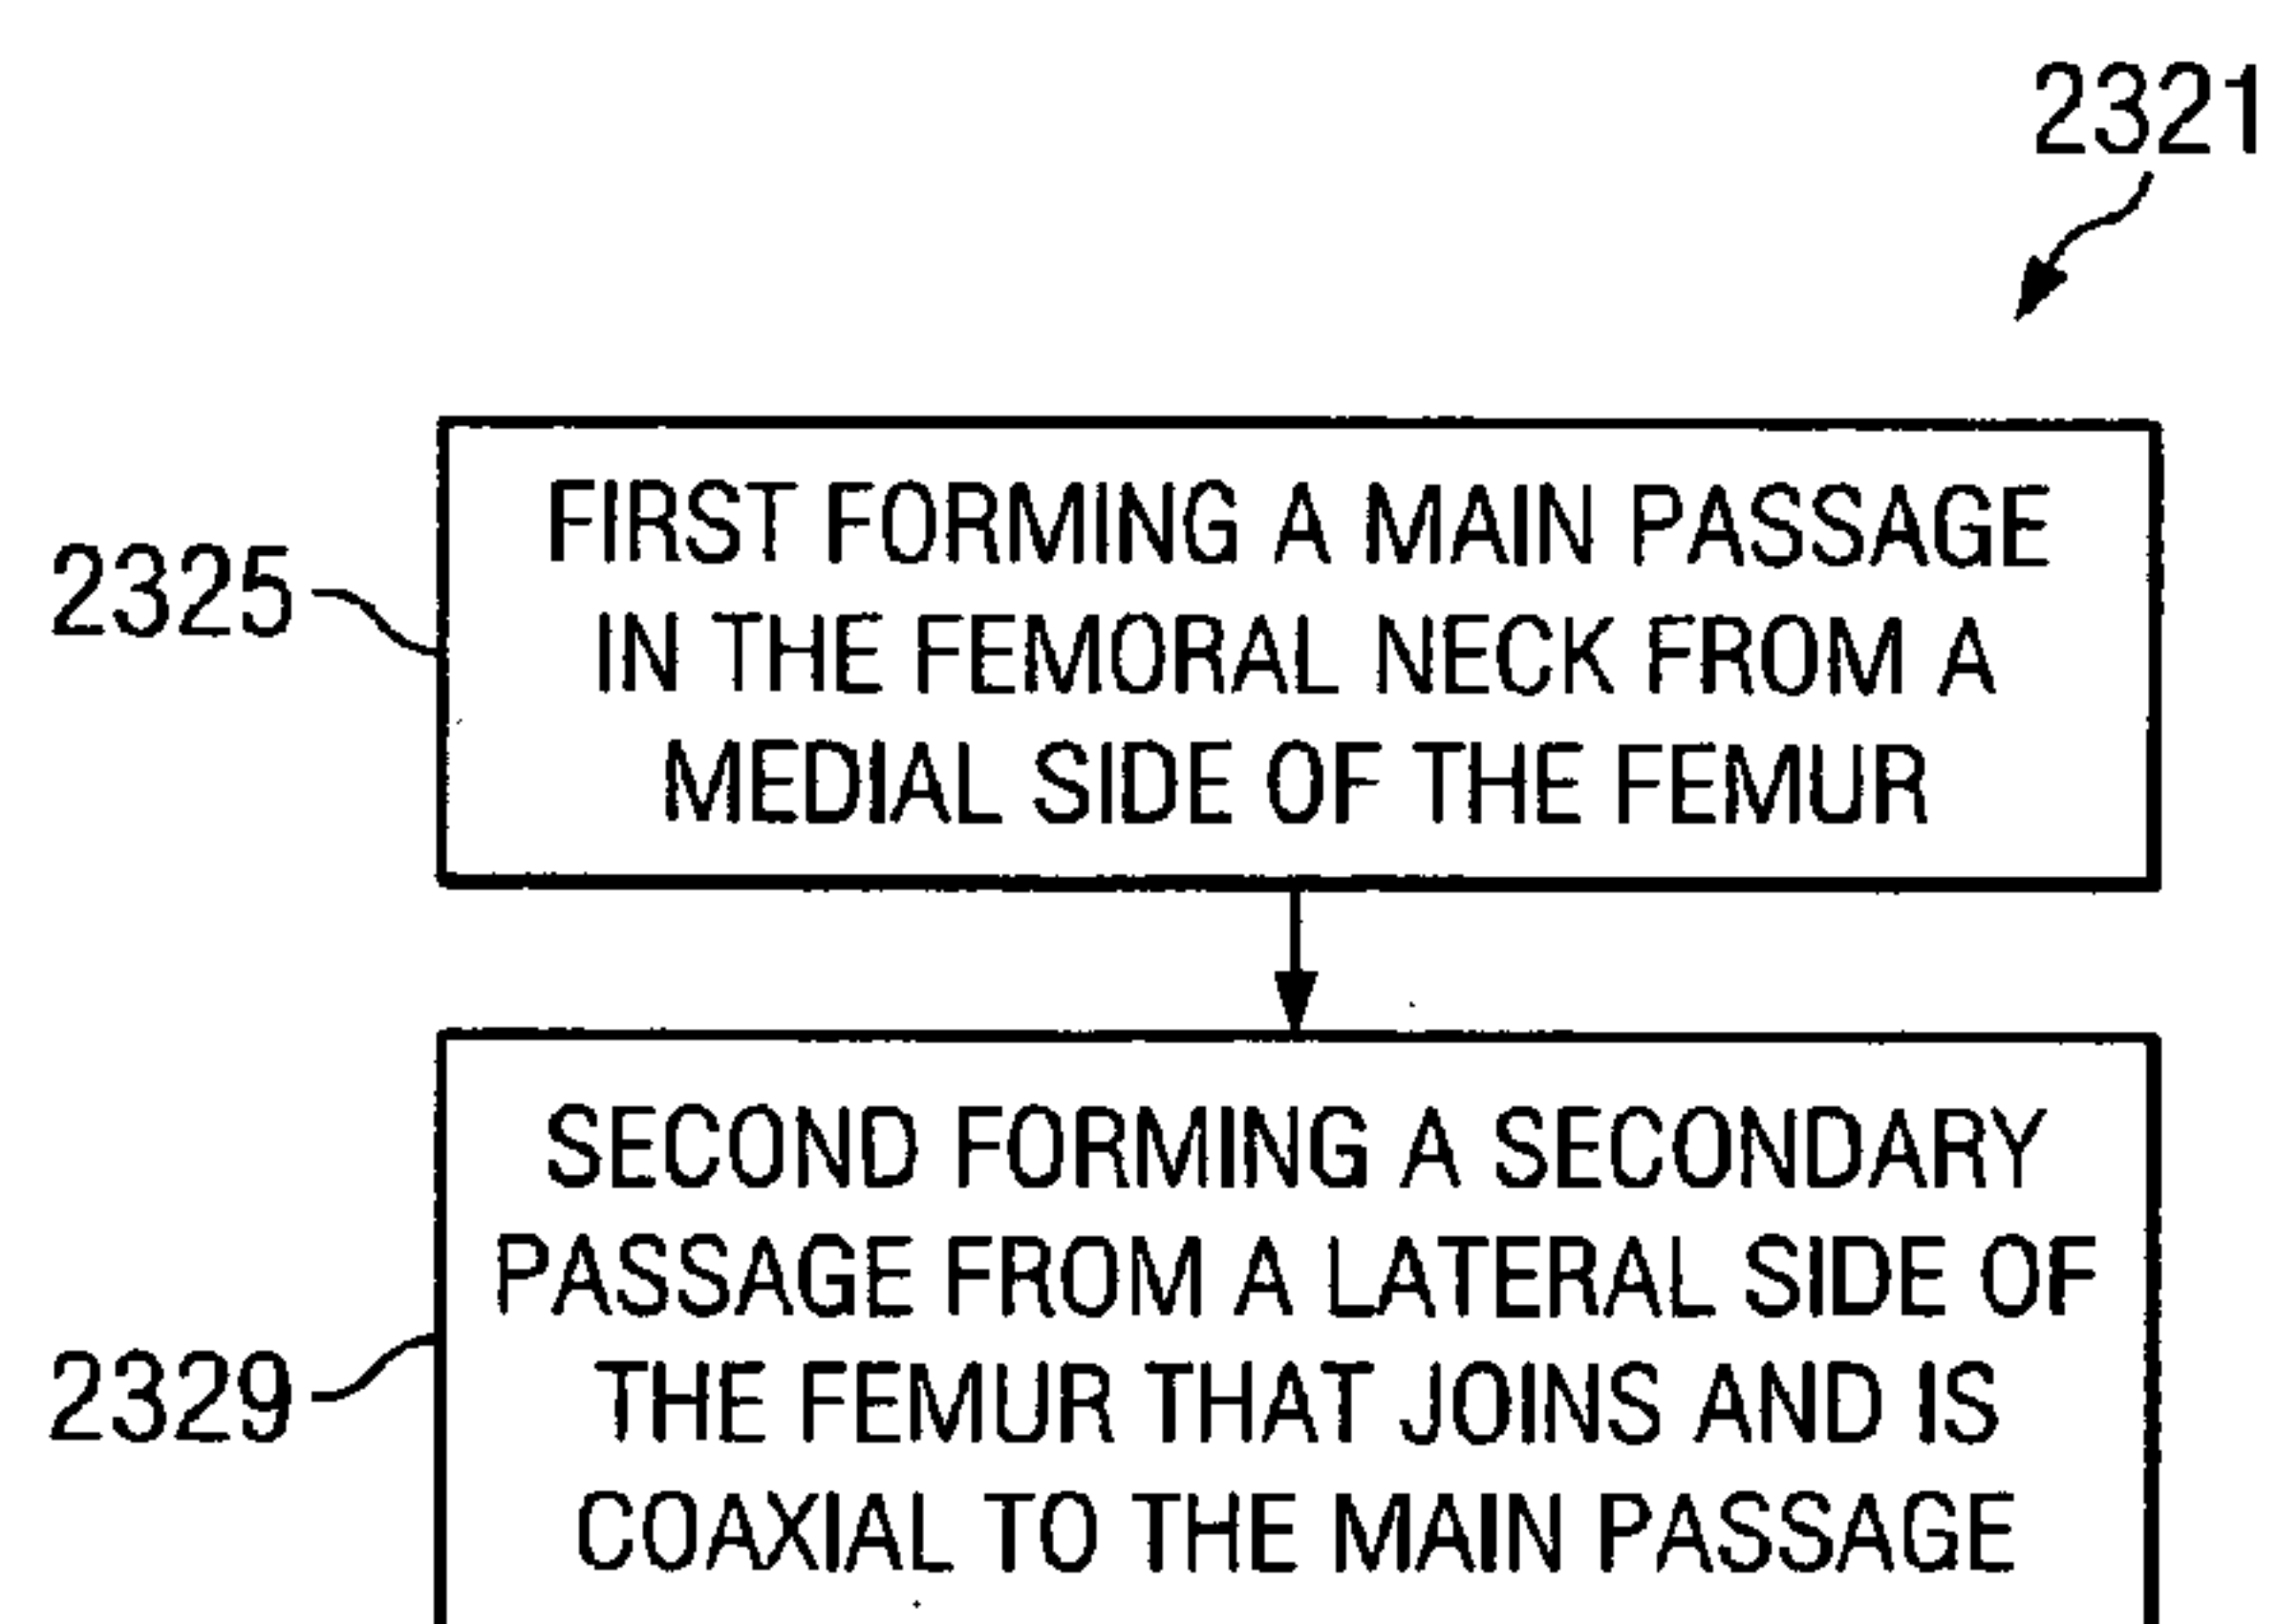 2321
2325
FIRST FORMING A MAIN PASSAGE
IN THE FEMORAL NECK FROM A
MEDIAL SIDE OF THE FEMUR
2329
SECOND FORMING A SECONDARY
PASSAGE FROM A LATERAL SIDE OF
THE FEMUR THAT JOINS AND IS
COAXIAL TO THE MAIN PASSAGE